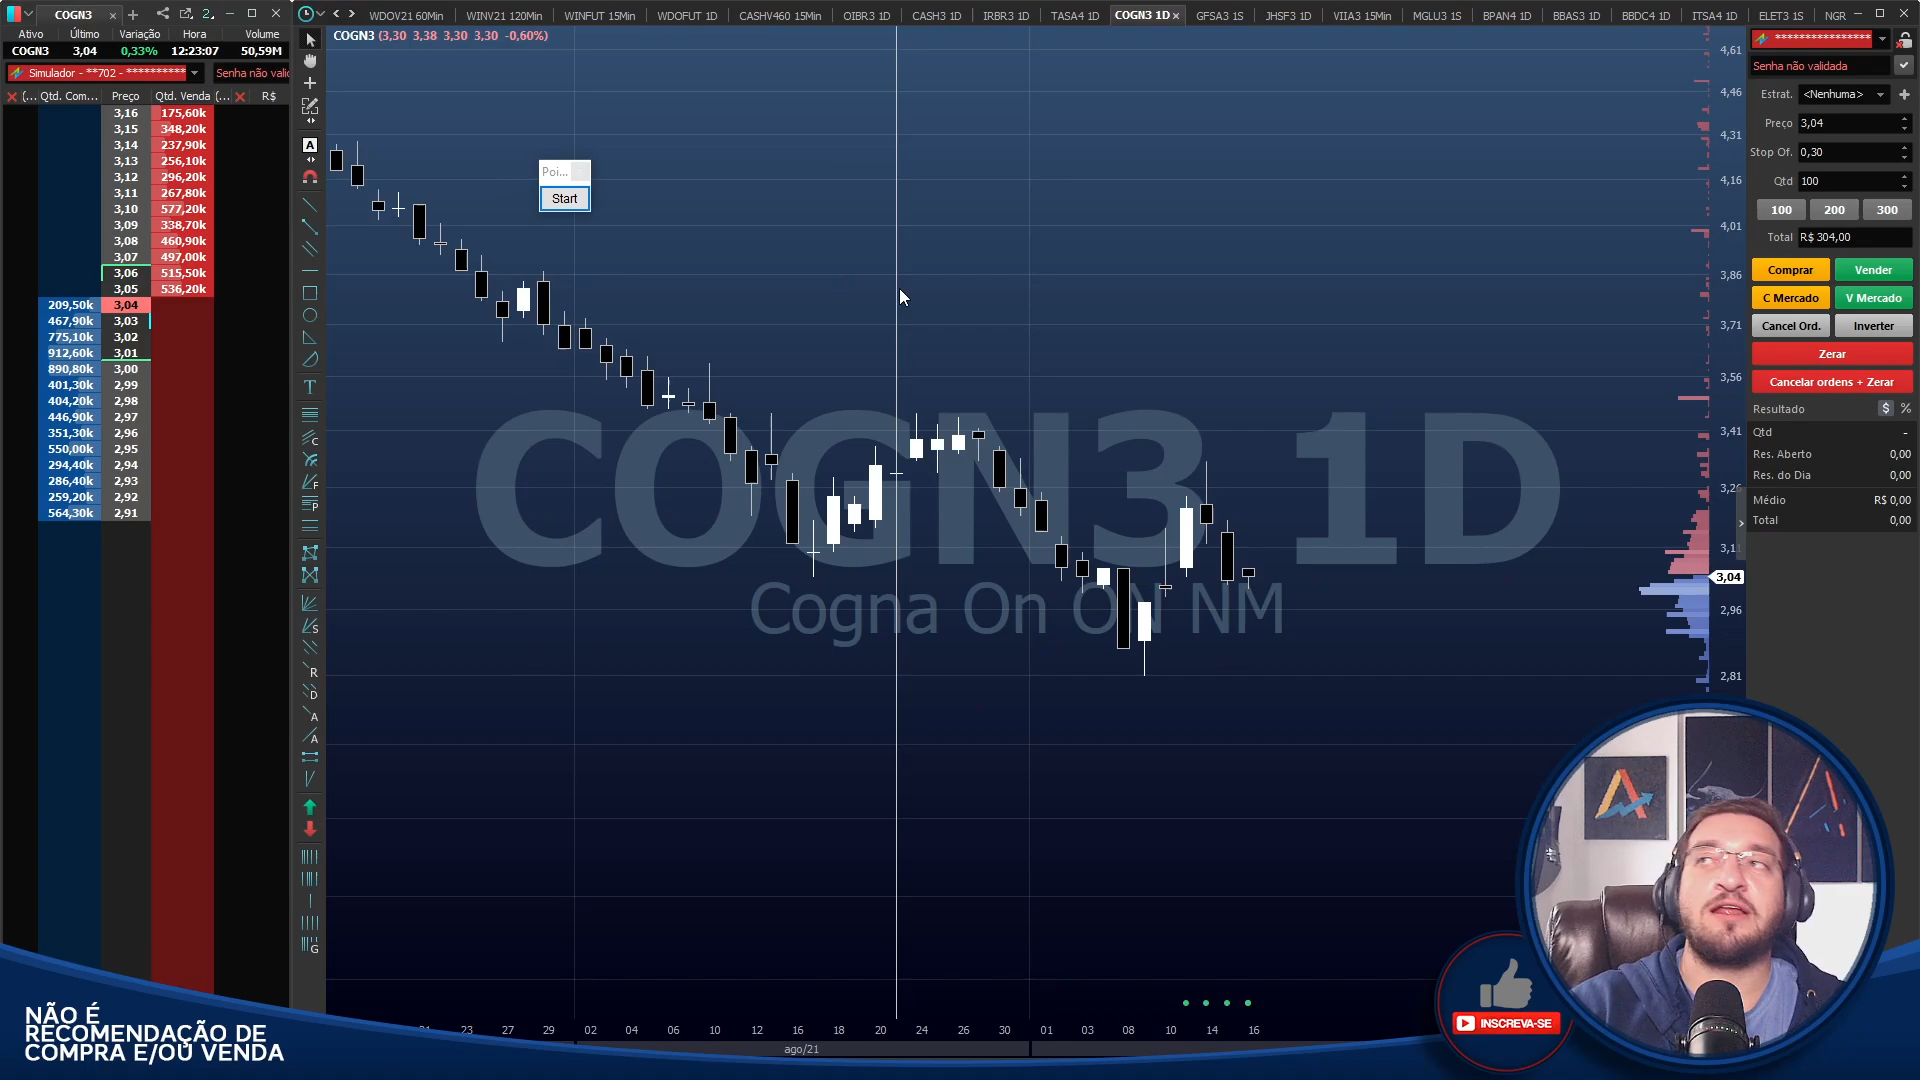 COGN3
WDOV21 60Min
WINV21 120Min
WINFUT 15Min
WDOFUT 1D
CASHV460 15Min
OIBR3 1D
CASH3 1D
IRBR3 1D
TASA4 1D
COGN3 1D
GFSA3 1S
JHSF3 1D
VIIA3 15Min
MGLU3 1S
BPAN4 1D
BBAS3 1D
BBDC4 1D
ITSA4 1D
ELET3 1S
NGR
Ativo Último Variação Hora Volume
COGN3 3,04 0,33% 12:23:07 50,59M
Simulador - **702 - ********** Senha não valid
(... Qtd. Com... Preço Qtd. Venda (... R$
3,16 175,60k
3,15 348,20k
3,14 237,90k
3,13 256,10k
3,12 296,20k
3,11 267,80k
3,10 577,20k
3,09 338,70k
3,08 460,90k
3,07 497,00k
3,06 515,50k
3,05 536,20k
209,50k 3,04
467,90k 3,03
775,10k 3,02
912,60k 3,01
890,80k 3,00
401,30k 2,99
404,20k 2,98
446,90k 2,97
351,30k 2,96
550,00k 2,95
294,40k 2,94
286,40k 2,93
259,20k 2,92
564,30k 2,91
COGN3 (3,30 3,38 3,30 3,30 -0,60%)
Poi...
Start
COGN3 1D
Cogna On ON NM
4,61
4,46
4,31
4,16
4,01
3,86
3,71
3,56
3,41
3,26
3,11
3,04
2,96
2,81
23 27 29 02 04 06 10 12 16 18 20 24 26 30 01 03 08 10 14 16
ago/21
****************
Senha não validada
Estrat. <Nenhuma>
Preço 3,04
Stop Of. 0,30
Qtd 100
100 200 300
Total R$ 304,00
Comprar Vender
C Mercado V Mercado
Cancel Ord. Inverter
Zerar
Cancelar ordens + Zerar
Resultado $ %
Qtd -
Res. Aberto 0,00
Res. do Dia 0,00
Médio R$ 0,00
Total 0,00
NÃO É
RECOMENDAÇÃO DE
COMPRA E/OU VENDA
INSCREVA-SE